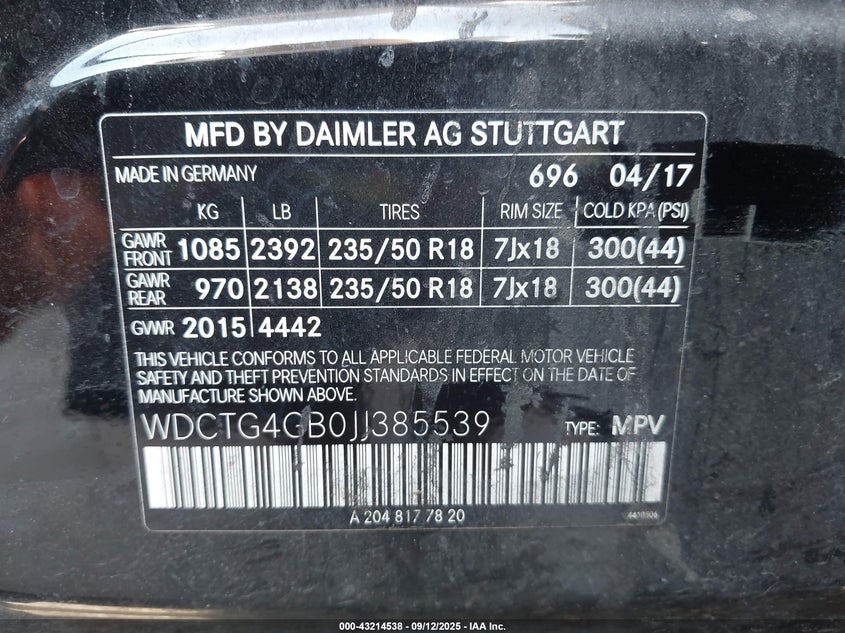 MFD BY DAIMLER AG STUTTGART
MADE IN GERMANY 696 04/17
KG LB TIRES RIM SIZE COLD KPA (PSI)
GAWR FRONT 1085 2392 235/50 R18 7Jx18 300(44)
GAWR REAR 970 2138 235/50 R18 7Jx18 300(44)
GVWR 2015 4442
THIS VEHICLE CONFORMS TO ALL APPLICABLE FEDERAL MOTOR VEHICLE
SAFETY AND THEFT PREVENTION STANDARDS IN EFFECT ON THE DATE OF
MANUFACTURE SHOWN ABOVE.
WDCTG4GB0JJ385539 TYPE: MPV
A 204 817 78 20
000-43214538 - 09/12/2025 - IAA Inc.